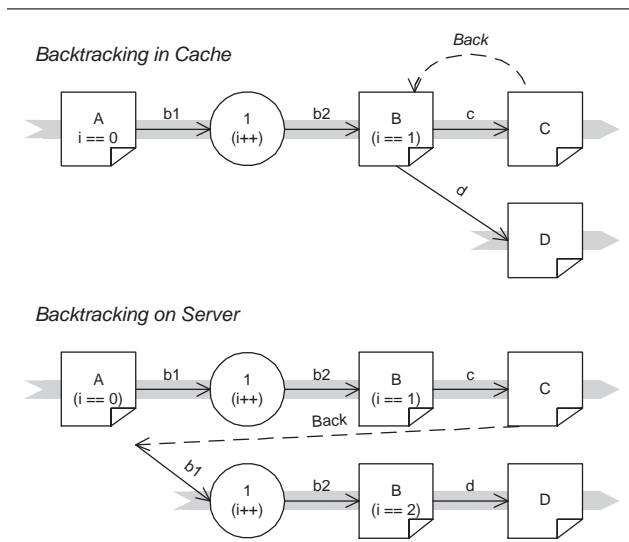 Backtracking in Cache
Back
A
i == 0
b1
1
(i++)
b2
B
(i == 1)
c
C
d
D
Backtracking on Server
A
(i == 0)
b1
1
(i++)
b2
B
(i == 1)
c
C
Back
b1
1
(i++)
b2
B
(i == 2)
d
D